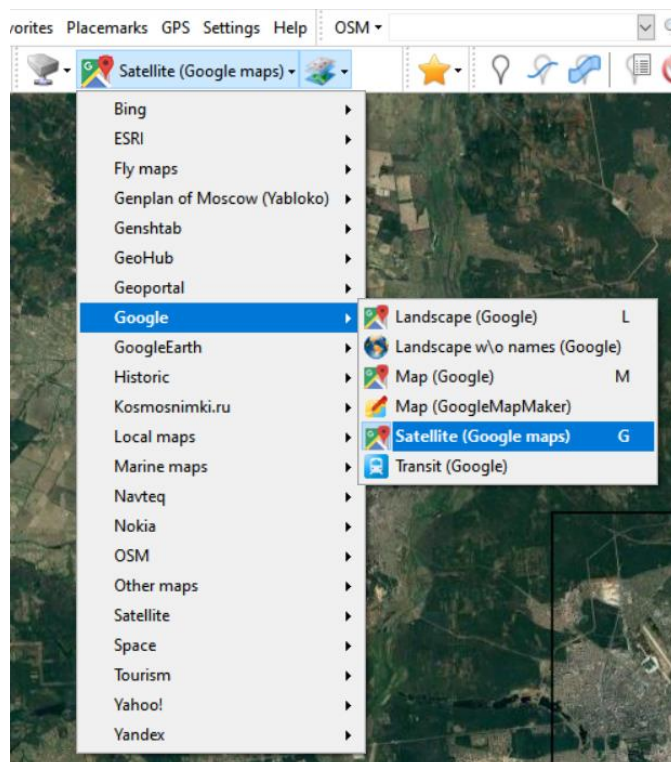 Placemarks GPS Settings Help OSM
Satellite (Google maps)
Bing
ESRI
Fly maps
Genplan of Moscow (Yabloko)
Genshtab
GeoHub
Geoportal
Google
Landscape (Google) L
GoogleEarth
Landscape w\o names (Google)
Historic
Map (Google) M
Kosmosnimki.ru
Map (GoogleMapMaker)
Local maps
Satellite (Google maps) G
Marine maps
Transit (Google)
Navteq
Nokia
OSM
Other maps
Satellite
Space
Tourism
Yahoo!
Yandex